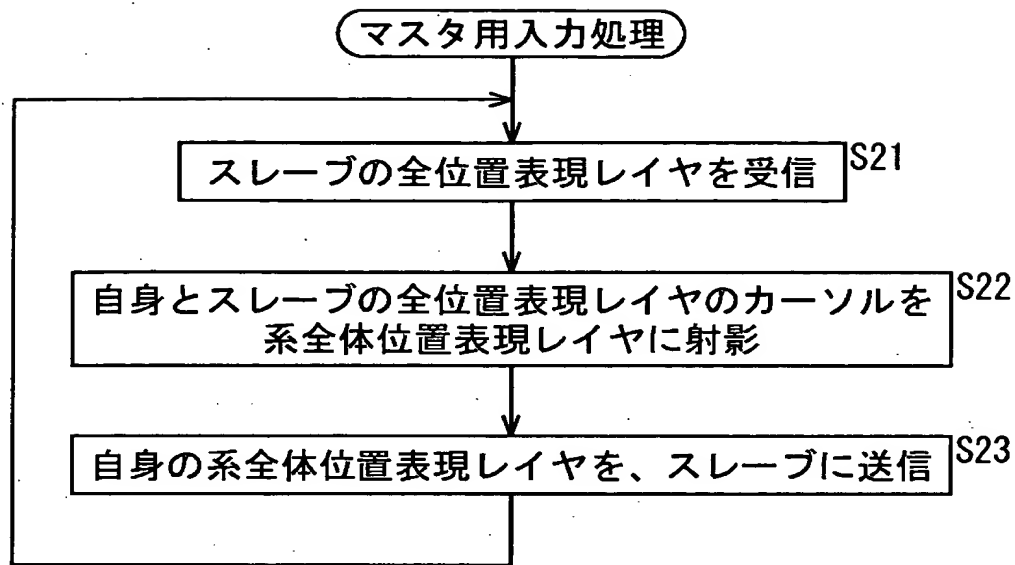 マスタ用入力処理
スレーブの全位置表現レイヤを受信
S21
自身とスレーブの全位置表現レイヤのカーソルを
系全体位置表現レイヤに射影
S22
自身の系全体位置表現レイヤを、スレーブに送信
S23